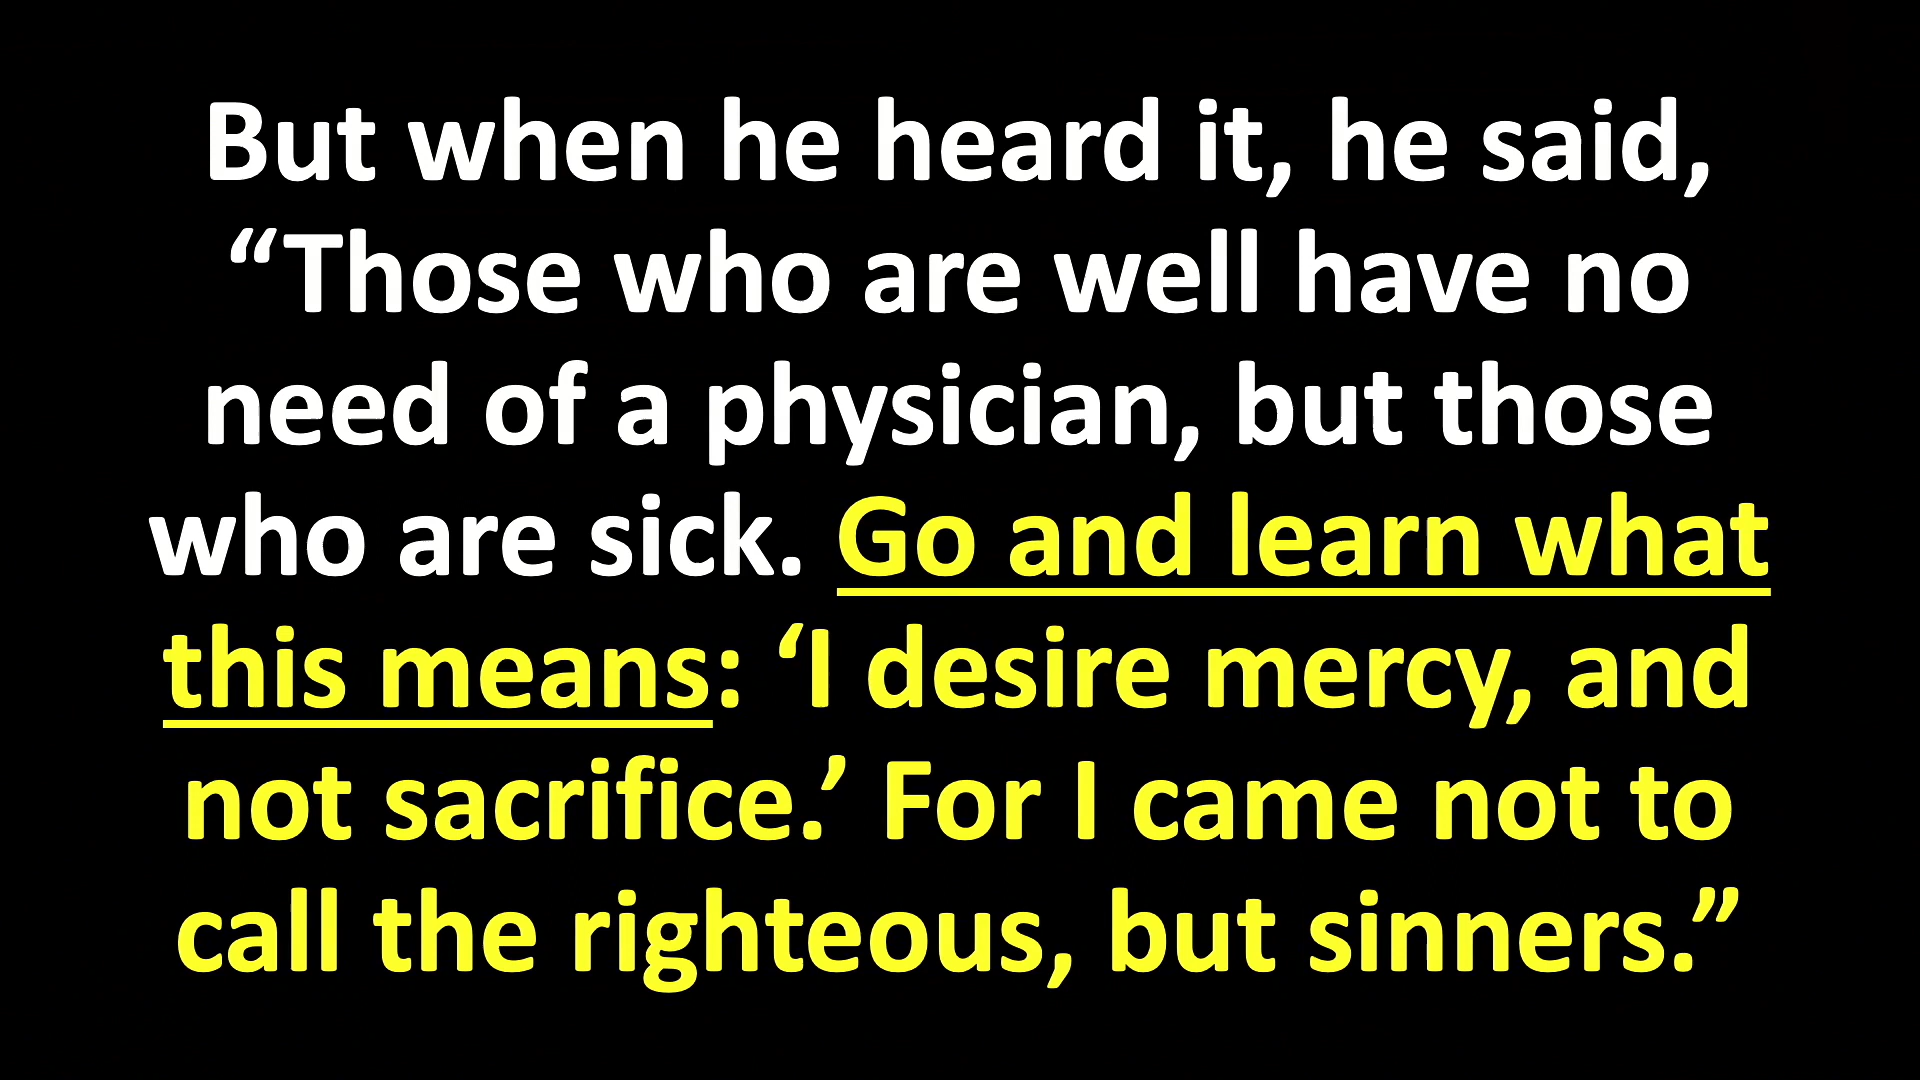 But when he heard it, he said,
“Those who are well have no
need of a physician, but those
who are sick. Go and learn what
this means: ‘I desire mercy, and
not sacrifice.’ For I came not to
call the righteous, but sinners.”